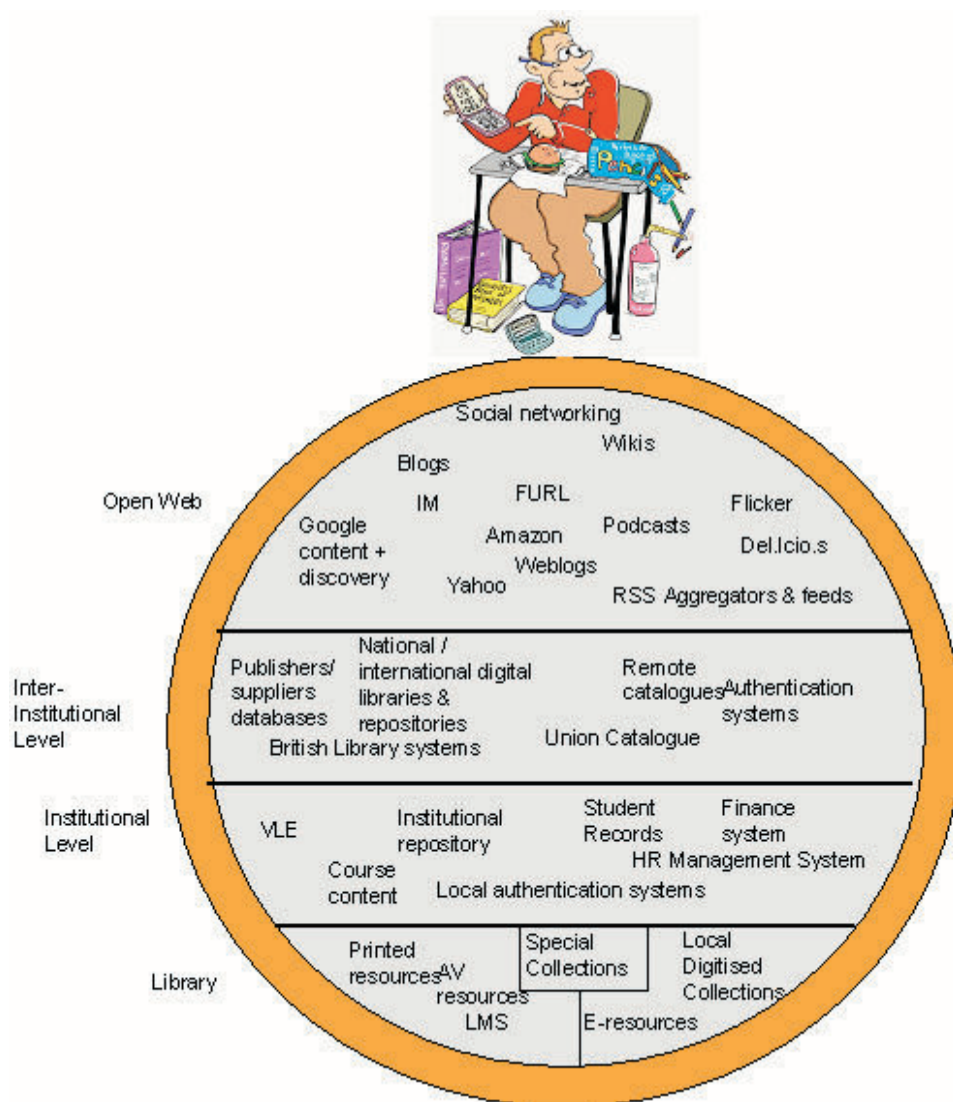 Pencils
Social networking
Wikis
Blogs
Open Web
IM
FURL
Flicker
Google
content +
discovery
Amazon
Podcasts
Del.Icio.s
Weblogs
Yahoo
RSS Aggregators & feeds
Inter-
Institutional
Level
Publishers/
suppliers
databases
National /
international digital
libraries &
repositories
Remote
catalogues
Authentication
systems
British Library systems
Union Catalogue
Institutional
Level
VLE
Institutional
repository
Student
Records
Finance
system
HR Management System
Course
content
Local authentication systems
Library
Printed
resources
AV
resources
LMS
Special
Collections
Local
Digitised
Collections
E-resources